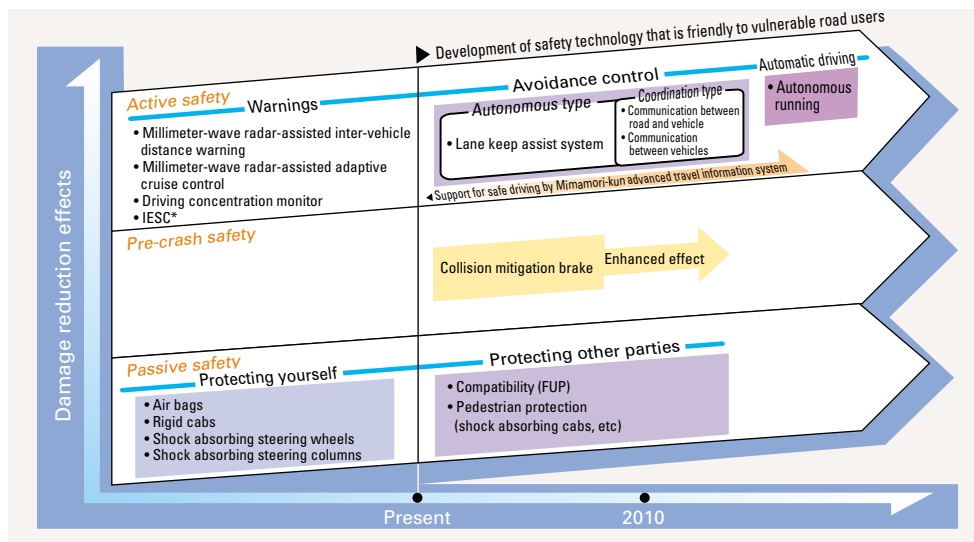 ▶ Development of safety technology that is friendly to vulnerable road users
Active safety
Warnings
• Millimeter-wave radar-assisted inter-vehicle
distance warning
• Millimeter-wave radar-assisted adaptive
cruise control
• Driving concentration monitor
• IESC*
Avoidance control
Autonomous type
• Lane keep assist system
Coordination type
• Communication between
road and vehicle
• Communication
between vehicles
Automatic driving
• Autonomous
running
◀ Support for safe driving by Mimamori-kun advanced travel information system
Pre-crash safety
Collision mitigation brake
Enhanced effect
Passive safety
Protecting yourself
• Air bags
• Rigid cabs
• Shock absorbing steering wheels
• Shock absorbing steering columns
Protecting other parties
• Compatibility (FUP)
• Pedestrian protection
(shock absorbing cabs, etc)
Damage reduction effects
Present
2010